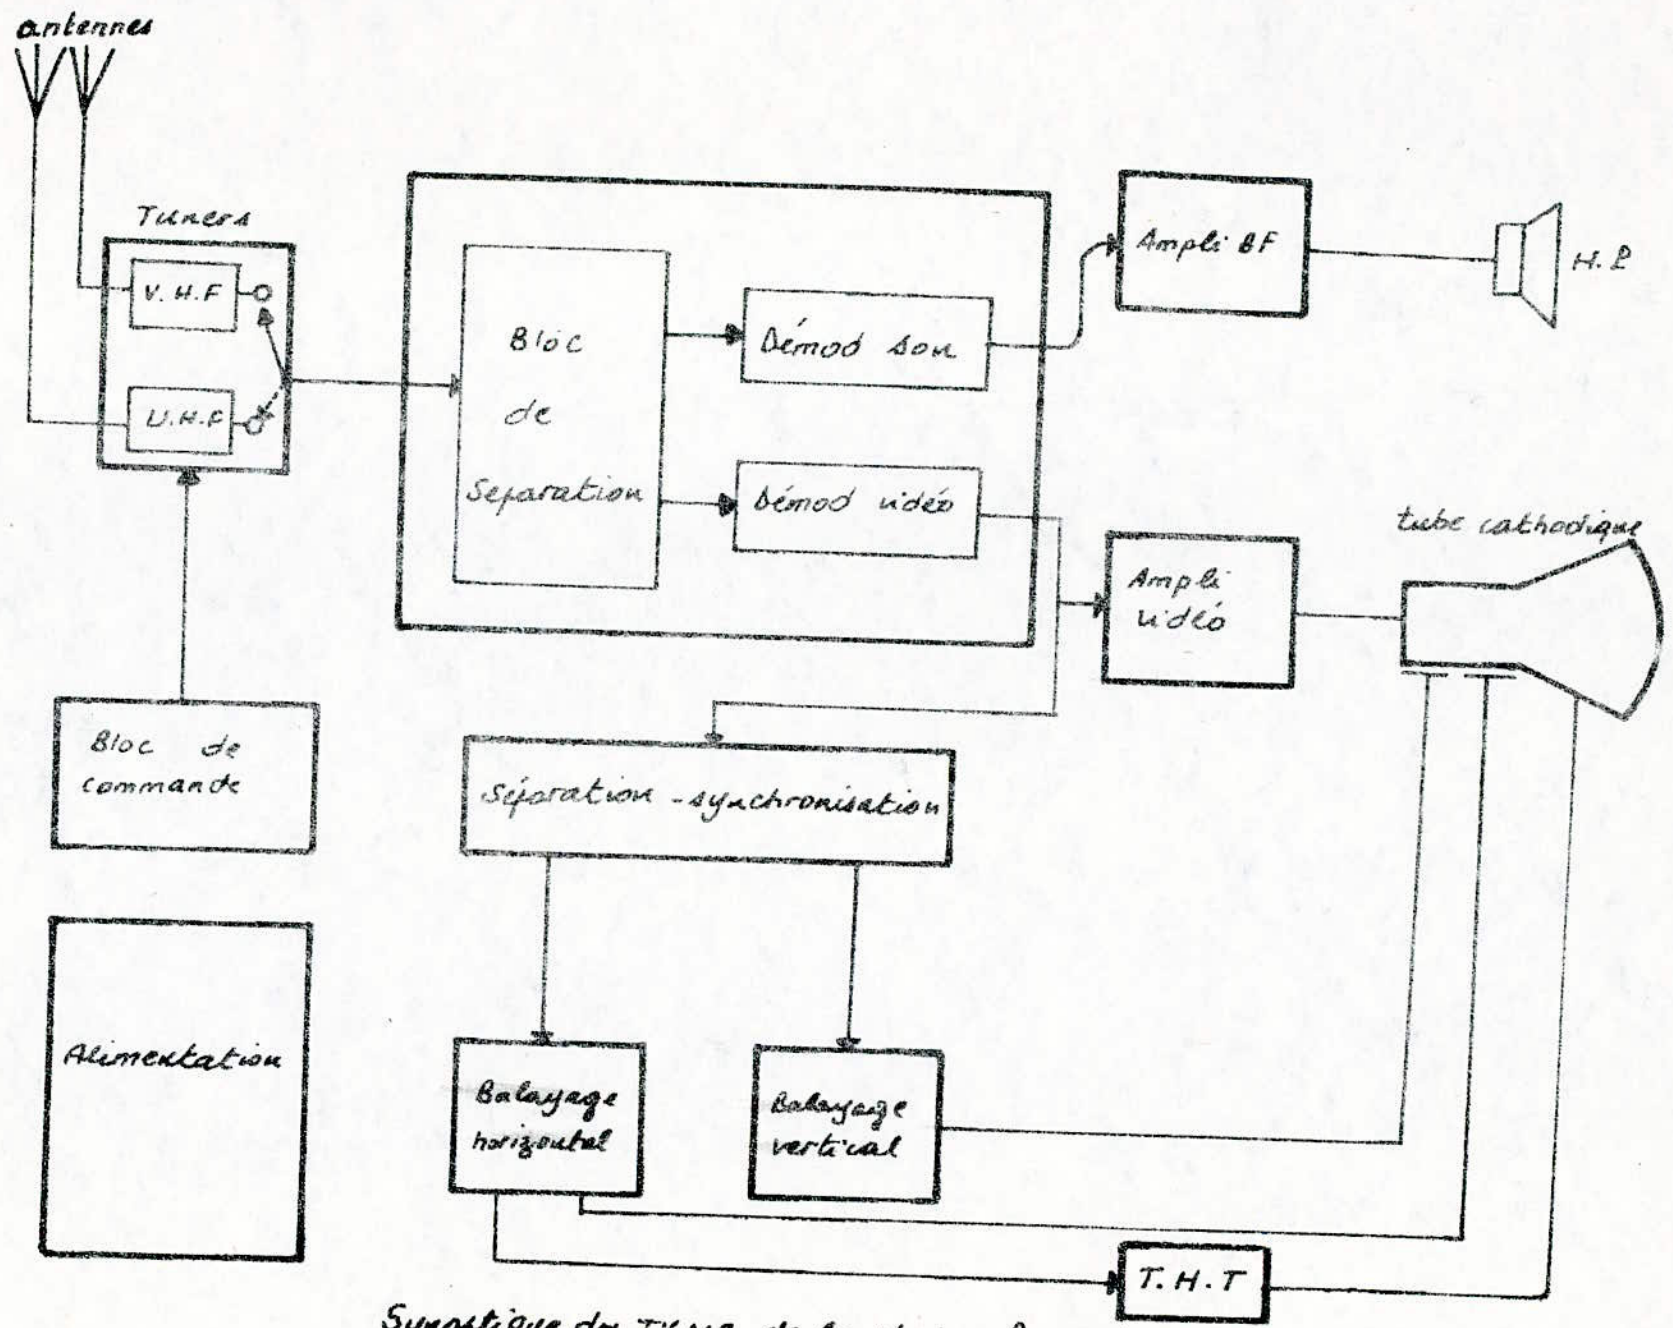 antennes
Tuners
V.H.F
U.H.F
Bloc
de
Séparation
Démod son
Démod vidéo
Ampli BF
H.P
Ampli
vidéo
tube cathodique
Bloc de
commande
Séparation-synchronisation
Alimentation
Balayage
horizontal
Balayage
vertical
T.H.T